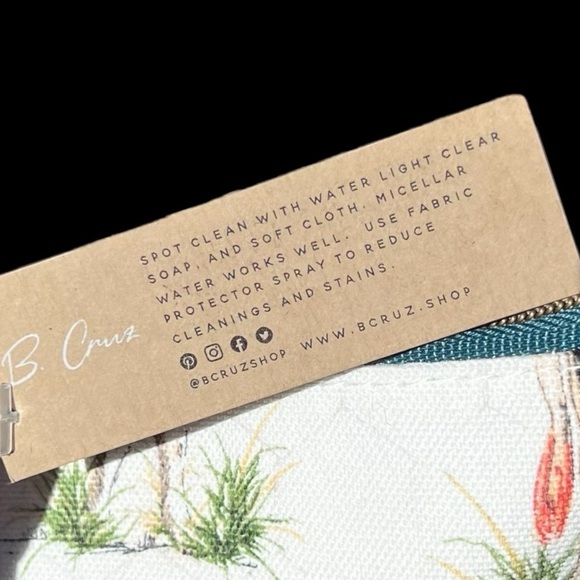 SPOT CLEAN WITH WATER LIGHT CLEAR
SOAP, AND SOFT CLOTH. MICELLAR
WATER WORKS WELL. USE FABRIC
PROTECTOR SPRAY TO REDUCE
CLEANINGS AND STAINS.
B. Cruz
@BCRUZSHOP WWW.BCRUZ.SHOP